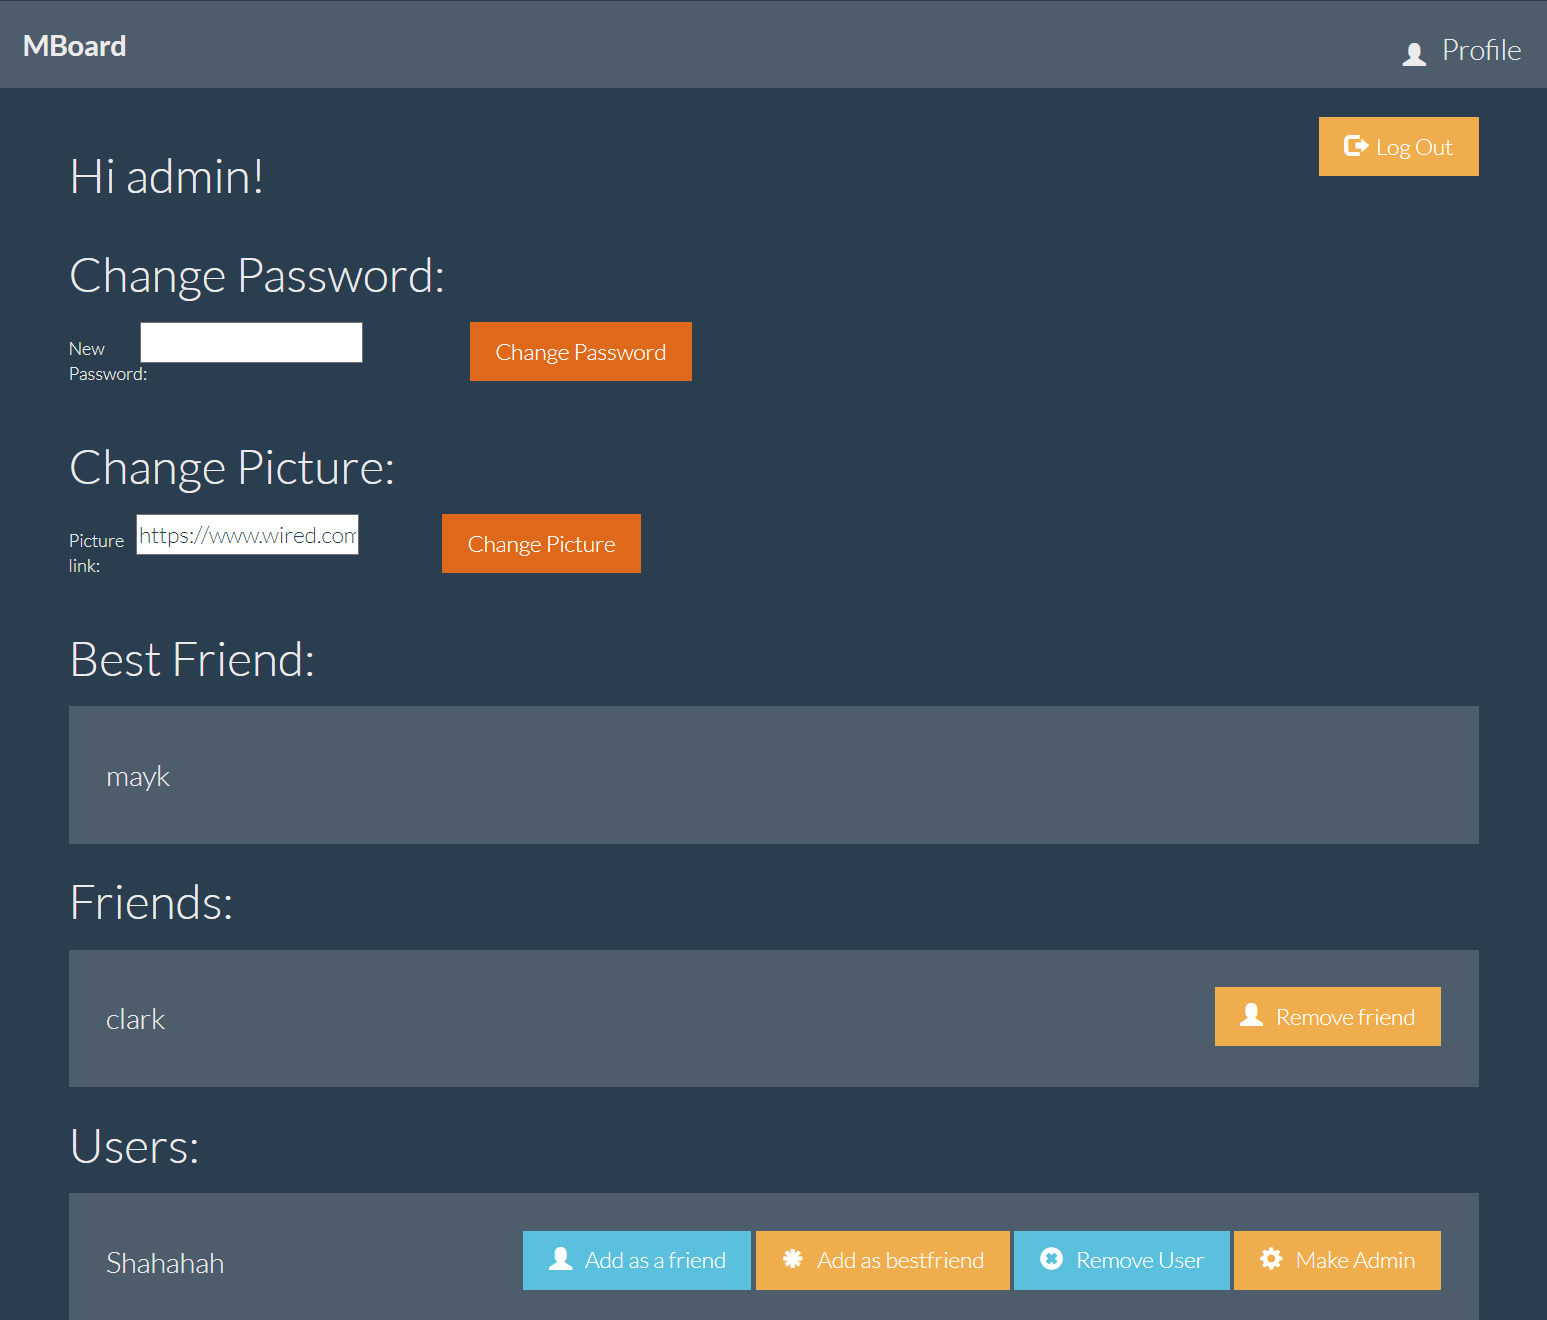 MBoard
Profile
Log Out
Hi admin!
Change Password:
New
Password:
Change Password
Change Picture:
Picture
link:
https://www.wired.com
Change Picture
Best Friend:
mayk
Friends:
clark
Remove friend
Users:
Shahahah
Add as a friend
Add as bestfriend
Remove User
Make Admin